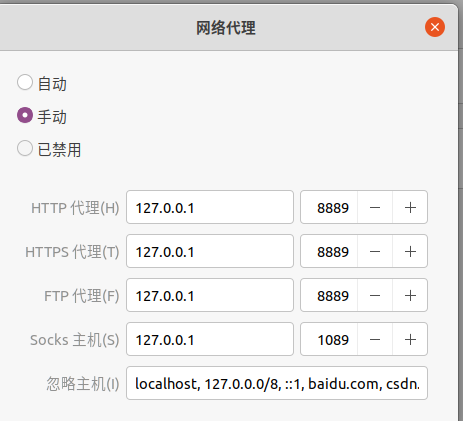 网络代理
自动
手动
已禁用
HTTP 代理(H) 127.0.0.1 8889 − +
HTTPS 代理(T) 127.0.0.1 8889 − +
FTP 代理(F) 127.0.0.1 8889 − +
Socks 主机(S) 127.0.0.1 1089 − +
忽略主机(I) localhost, 127.0.0.0/8, ::1, baidu.com, csdn.